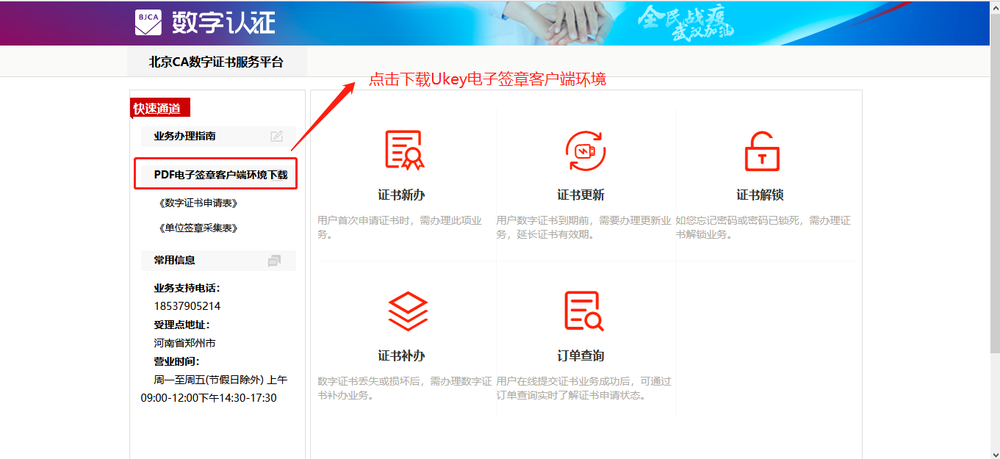 BJCA
数字认证
全民战疫
武汉加油
北京CA数字证书服务平台
点击下载Ukey电子签章客户端环境
快速通道
业务办理指南
PDF电子签章客户端环境下载
《数字证书申请表》
《单位签章采集表》
常用信息
业务支持电话：
18537905214
受理点地址：
河南省郑州市
营业时间：
周一至周五(节假日除外) 上午
09:00-12:00下午14:30-17:30
证书新办
用户首次申请证书时，需办理此项业
务。
证书更新
用户数字证书到期前，需要办理更新业
务，延长证书有效期。
T
证书解锁
如您忘记密码或密码已锁死，需办理证
书解锁业务。
证书补办
数字证书丢失或损坏后，需办理数字证
书补办业务。
订单查询
用户在线提交证书业务成功后，可通过
订单查询实时了解证书申请状态。